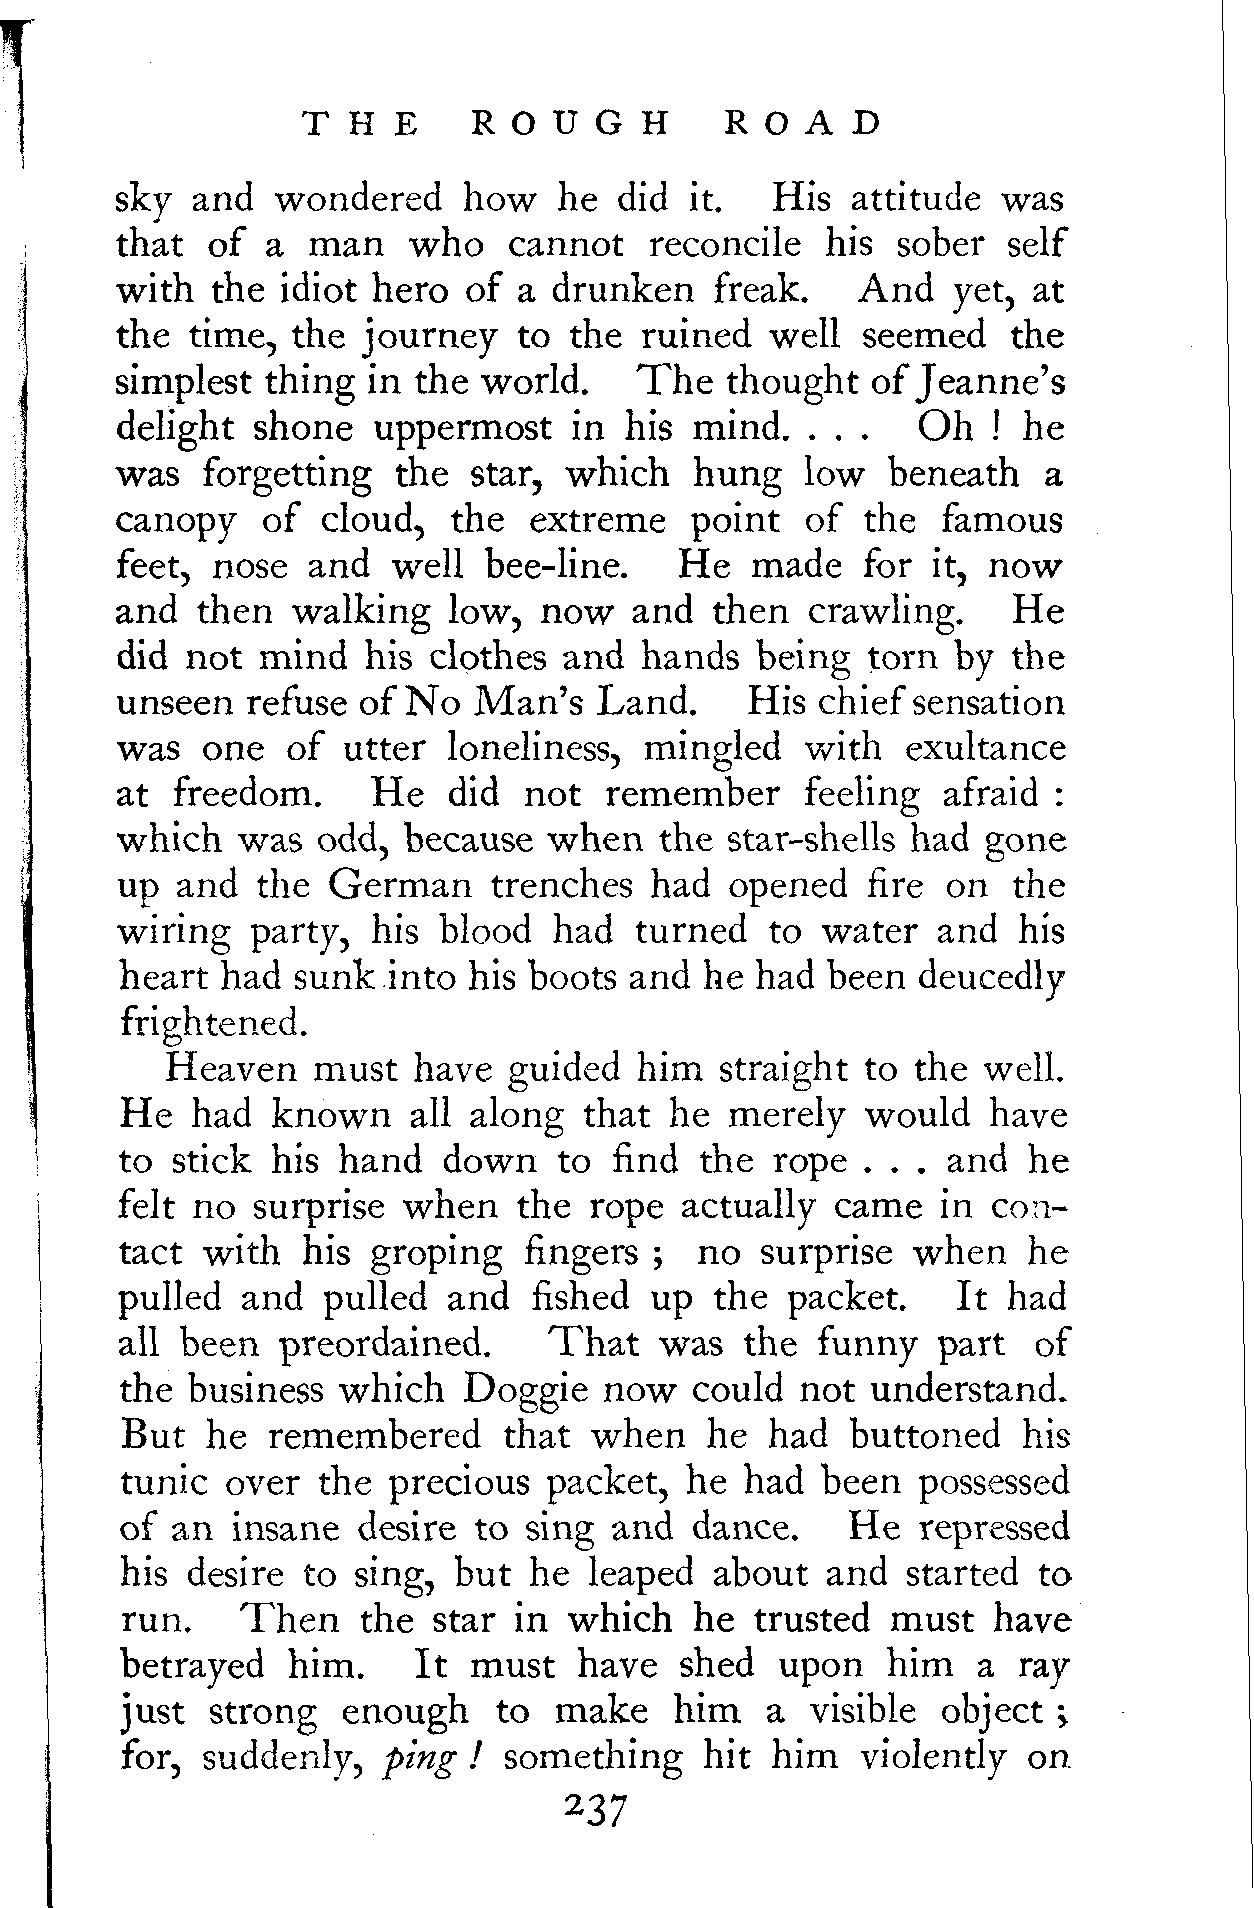 THE ROUGH ROAD
sky and wondered how he did it. His attitude was
that of a man who cannot reconcile his sober self
with the idiot hero of a drunken freak. And yet, at
the time, the journey to the ruined well seemed the
simplest thing in the world. The thought of Jeanne's
delight shone uppermost in his mind. . . . Oh ! he
was forgetting the star, which hung low beneath a
canopy of cloud, the extreme point of the famous
feet, nose and well bee-line. He made for it, now
and then walking low, now and then crawling. He
did not mind his clothes and hands being torn by the
unseen refuse of No Man's Land. His chief sensation
was one of utter loneliness, mingled with exultance
at freedom. He did not remember feeling afraid :
which was odd, because when the star-shells had gone
up and the German trenches had opened fire on the
wiring party, his blood had turned to water and his
heart had sunk into his boots and he had been deucedly
frightened.
Heaven must have guided him straight to the well.
He had known all along that he merely would have
to stick his hand down to find the rope . . . and he
felt no surprise when the rope actually came in con-
tact with his groping fingers ; no surprise when he
pulled and pulled and fished up the packet. It had
all been preordained. That was the funny part of
the business which Doggie now could not understand.
But he remembered that when he had buttoned his
tunic over the precious packet, he had been possessed
of an insane desire to sing and dance. He repressed
his desire to sing, but he leaped about and started to
run. Then the star in which he trusted must have
betrayed him. It must have shed upon him a ray
just strong enough to make him a visible object ;
for, suddenly, ping ! something hit him violently on
237